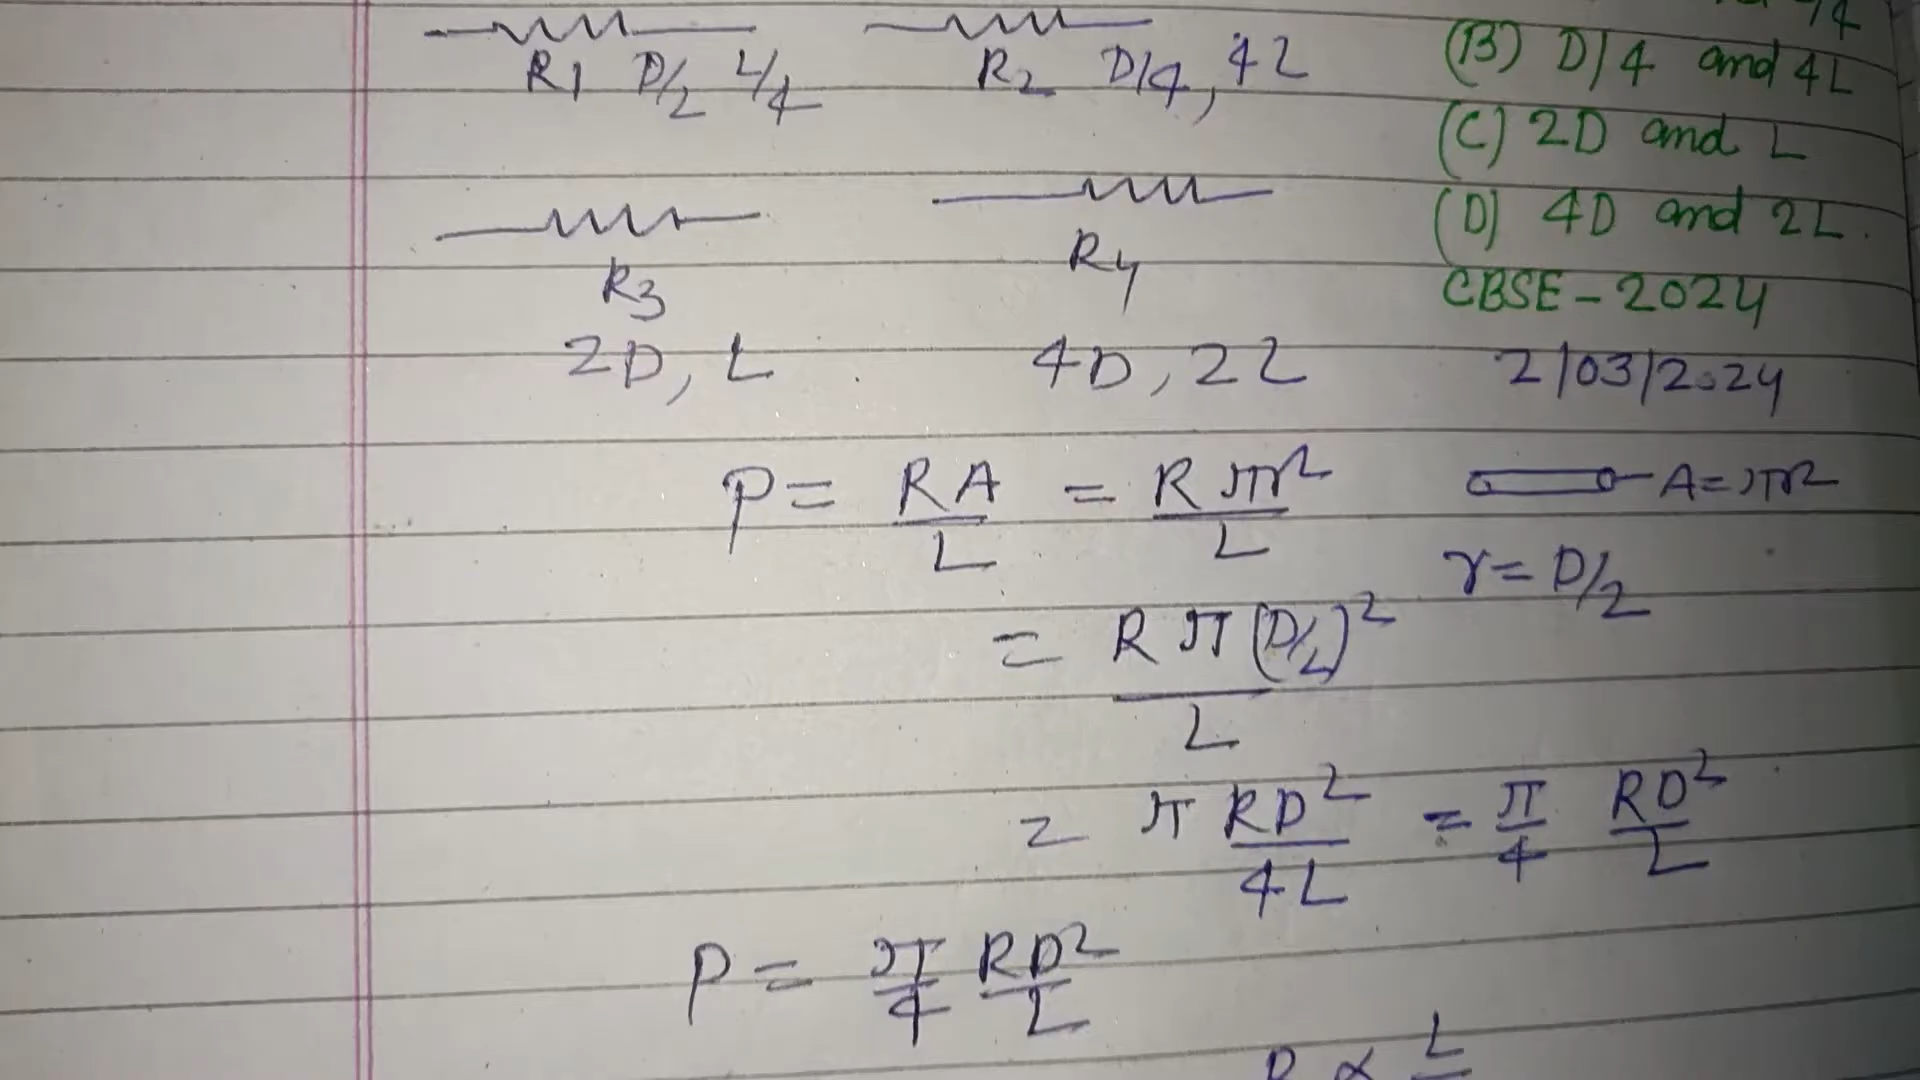 R1 D/2 L/4
R2 D/4, 4L
(B) D/4 and 4L
(C) 2D and L
(D) 4D and 2L.
CBSE - 2024
2/03/2024
R3
2D, L
R4
4D, 2L
ρ = RA/L = Rπr²/L
A = πr²
r = D/2
= Rπ(D/2)²/L
= π RD²/4L = π/4 RD²/L
ρ = π/4 RD²/L